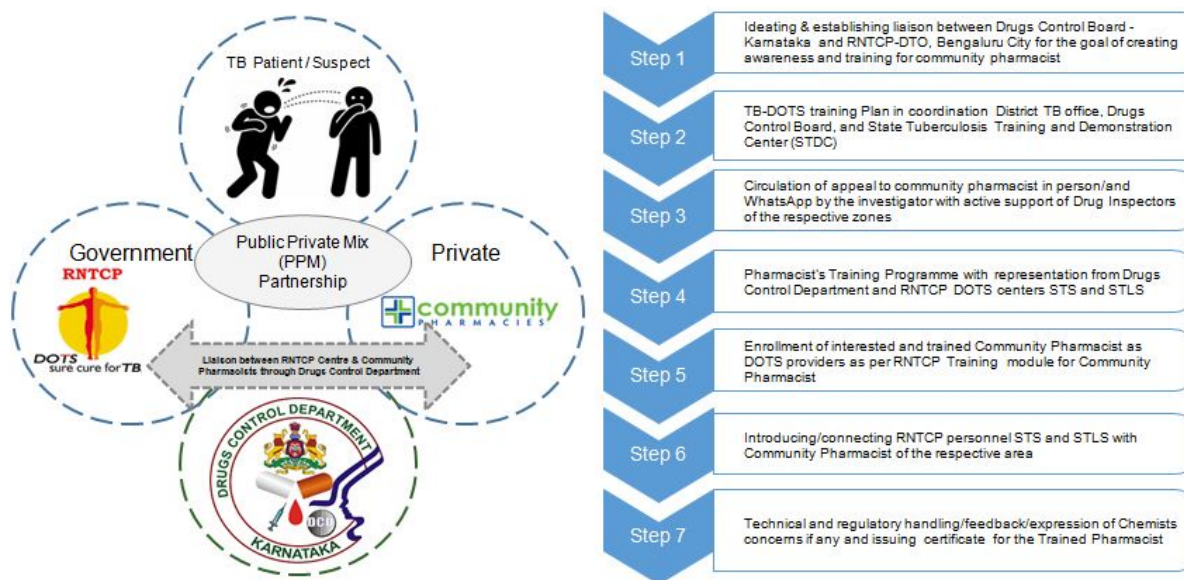 TB Patient / Suspect
Government
RNTCP
DOTS
sure cure for TB
Public Private Mix
(PPM)
Partnership
Private
community
PHARMACIES
Liaison between RNTCP Centre & Community
Pharmacists through Drugs Control Department
DRUGS CONTROL DEPARTMENT
DCD
KARNATAKA
Step 1
Ideating & establishing liaison between Drugs Control Board -
Karnataka and RNTCP-DTO, Bengaluru City for the goal of creating
awareness and training for community pharmacist
Step 2
TB-DOTS training Plan in coordination District TB office, Drugs
Control Board, and State Tuberculosis Training and Demonstration
Center (STDC)
Step 3
Circulation of appeal to community pharmacist in person/and
WhatsApp by the investigator with active support of Drug Inspectors
of the respective zones
Step 4
Pharmacist's Training Programme with representation from Drugs
Control Department and RNTCP DOTS centers STS and STLS
Step 5
Enrollment of interested and trained Community Pharmacist as
DOTS providers as per RNTCP Training module for Community
Pharmacist
Step 6
Introducing/connecting RNTCP personnel STS and STLS with
Community Pharmacist of the respective area
Step 7
Technical and regulatory handling/feedback/expression of Chemists
concerns if any and issuing certificate for the Trained Pharmacist